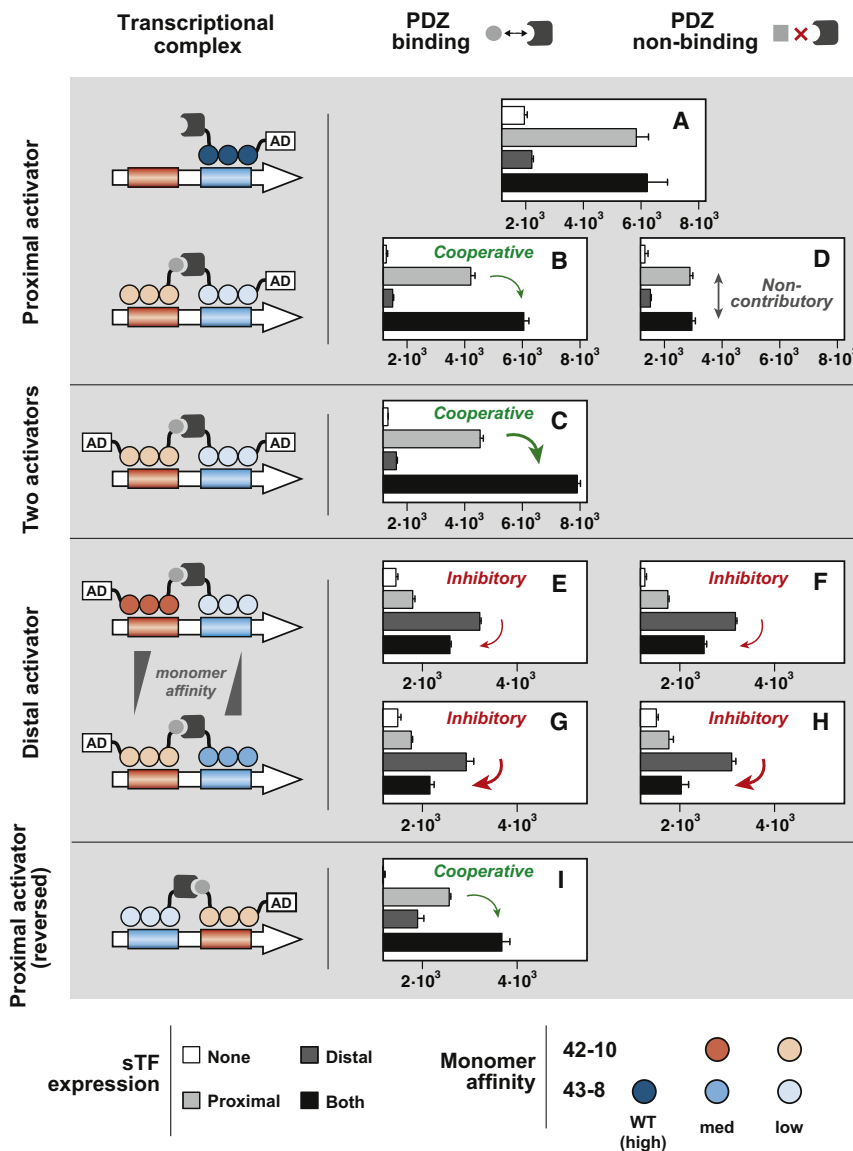 Transcriptional
complex
PDZ
binding
PDZ
non-binding
Proximal activator
AD
A
2·10³ 4·10³ 6·10³ 8·10³
AD
Cooperative
B
2·10³ 4·10³ 6·10³ 8·10³
Non-
contributory
D
2·10³ 4·10³ 6·10³ 8·10³
Two activators
AD AD
Cooperative
C
2·10³ 4·10³ 6·10³ 8·10³
Distal activator
AD
Inhibitory
E
2·10³ 4·10³
Inhibitory
F
2·10³ 4·10³
monomer
affinity
AD
Inhibitory
G
2·10³ 4·10³
Inhibitory
H
2·10³ 4·10³
Proximal activator
(reversed)
AD
Cooperative
I
2·10³ 4·10³
sTF
expression
None
Distal
Proximal
Both
Monomer
affinity
42-10
43-8
WT
(high)
med
low